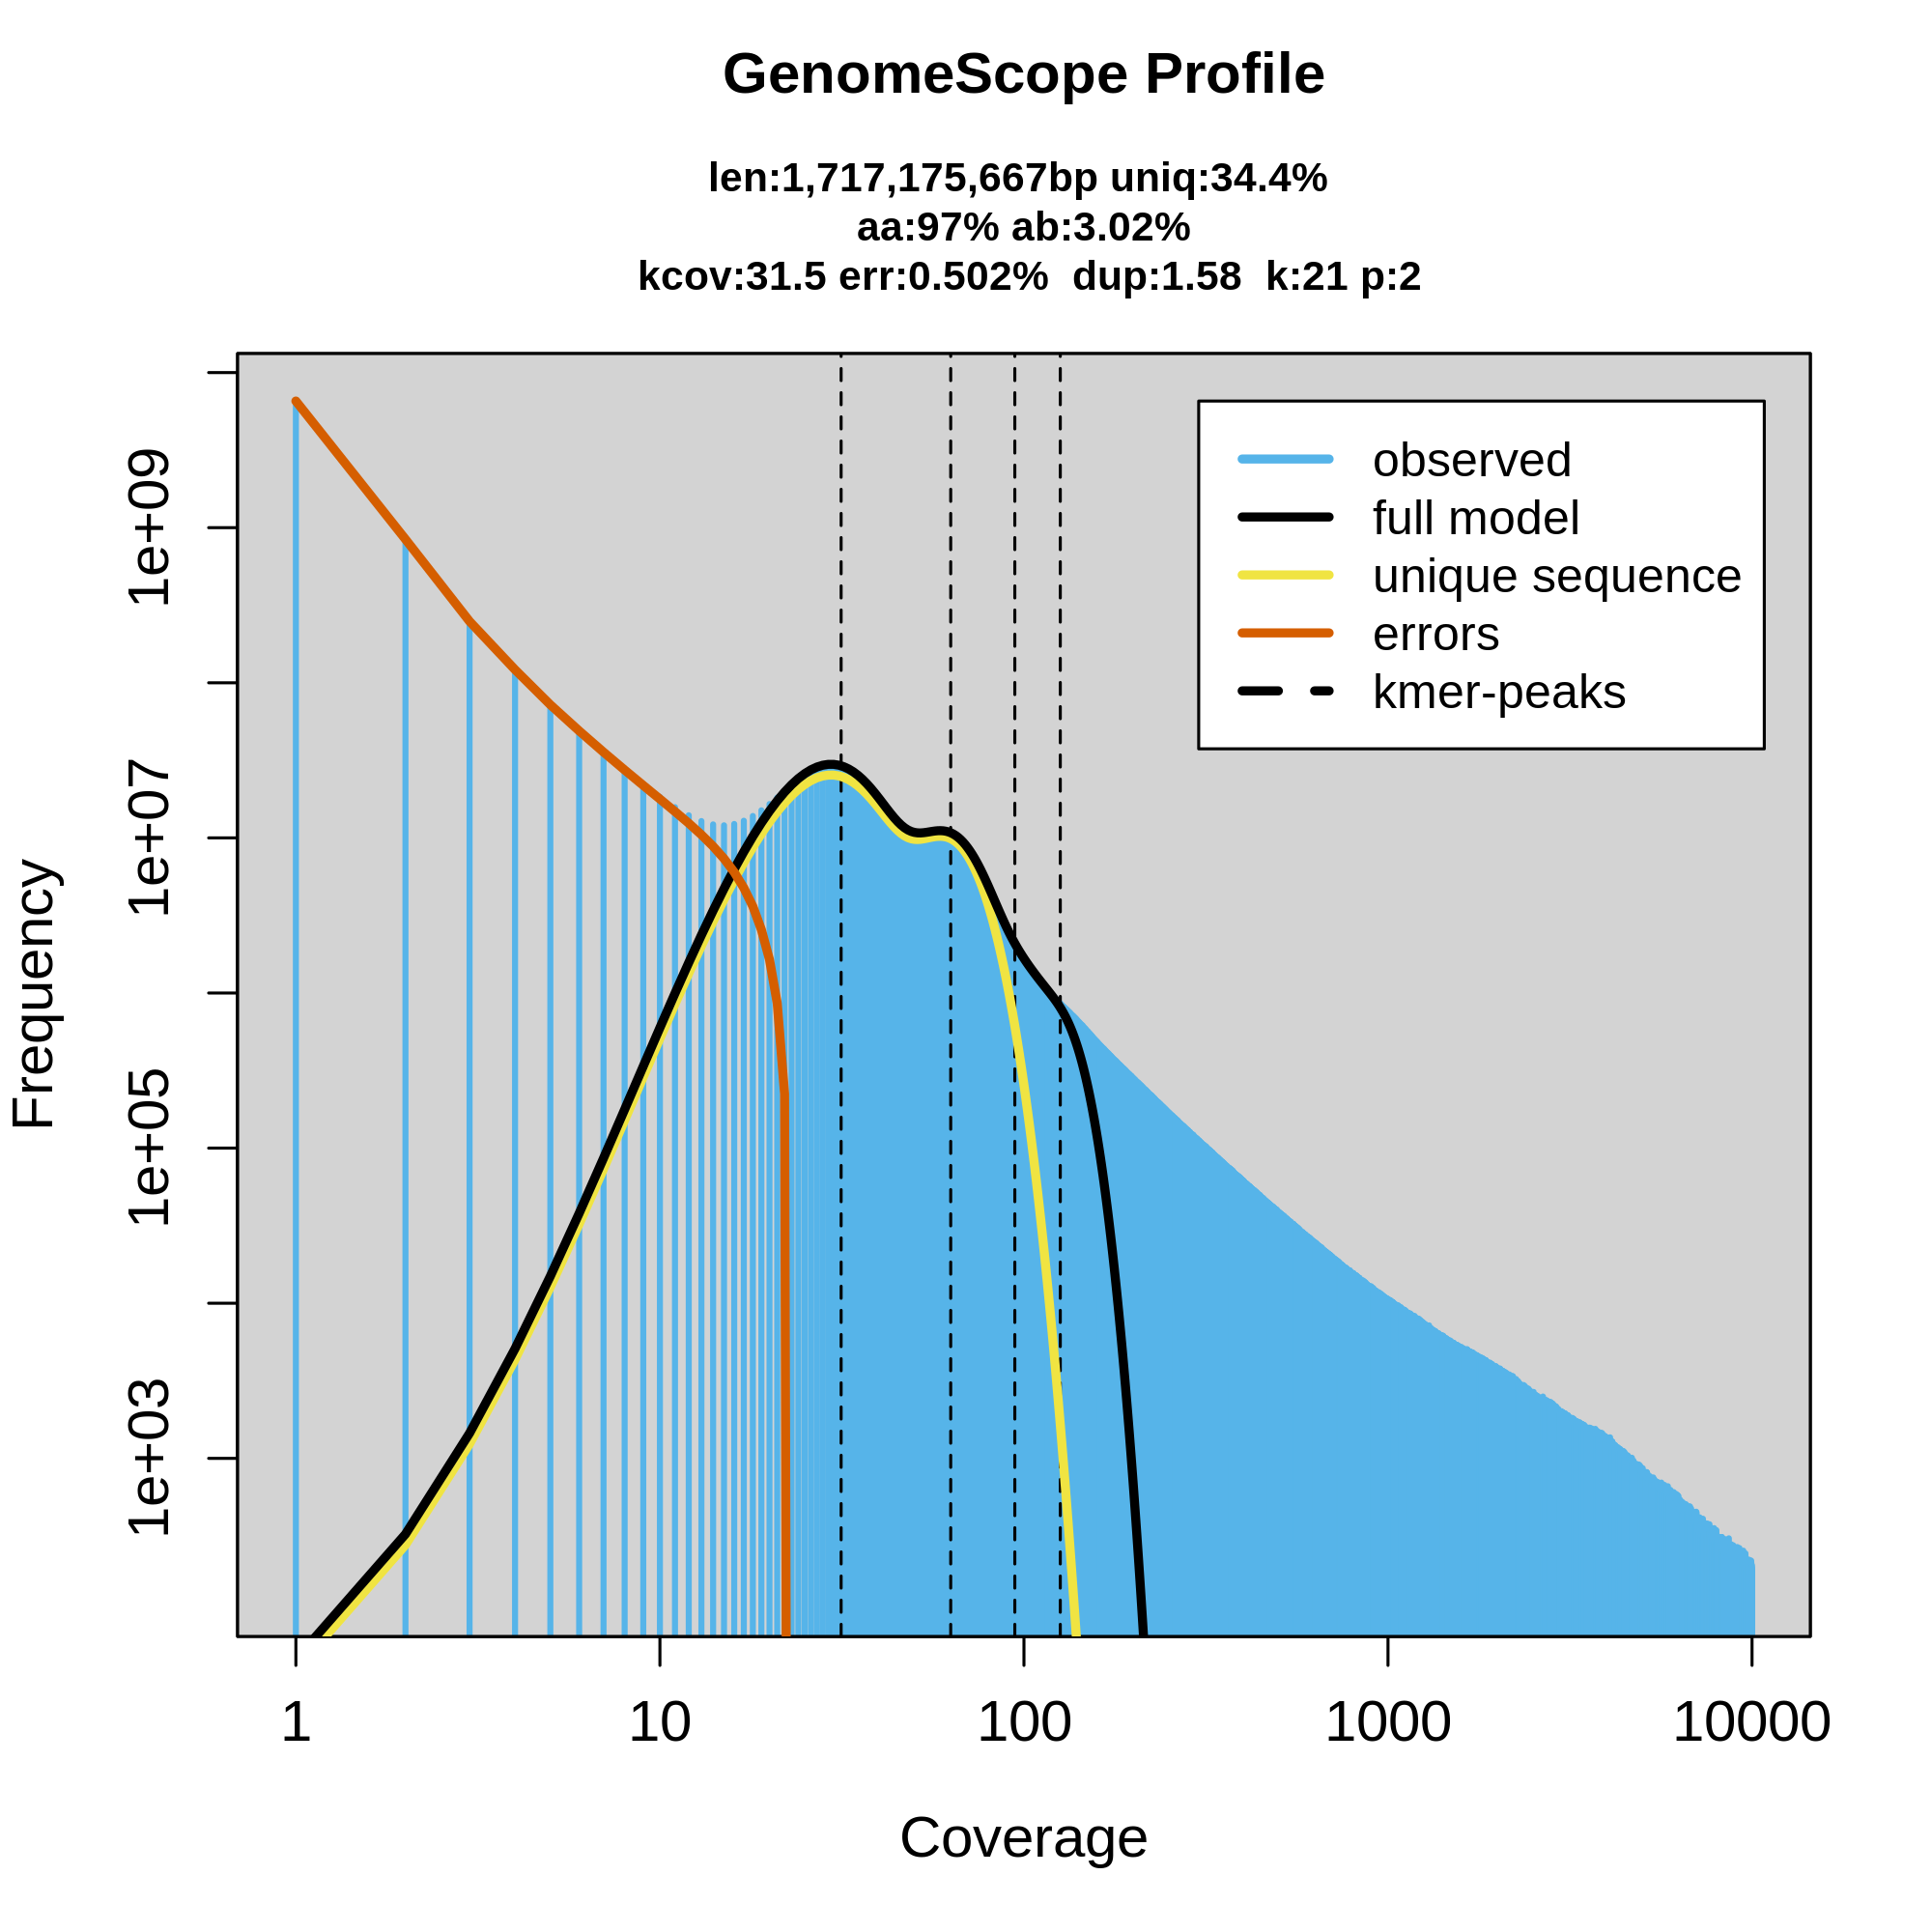 GenomeScope Profile
len:1,717,175,667bp uniq:34.4%
aa:97% ab:3.02%
kcov:31.5 err:0.502% dup:1.58 k:21 p:2
observed
full model
unique sequence
errors
kmer-peaks
1e+09
1e+07
1e+05
1e+03
Frequency
1 10 100 1000 10000
Coverage